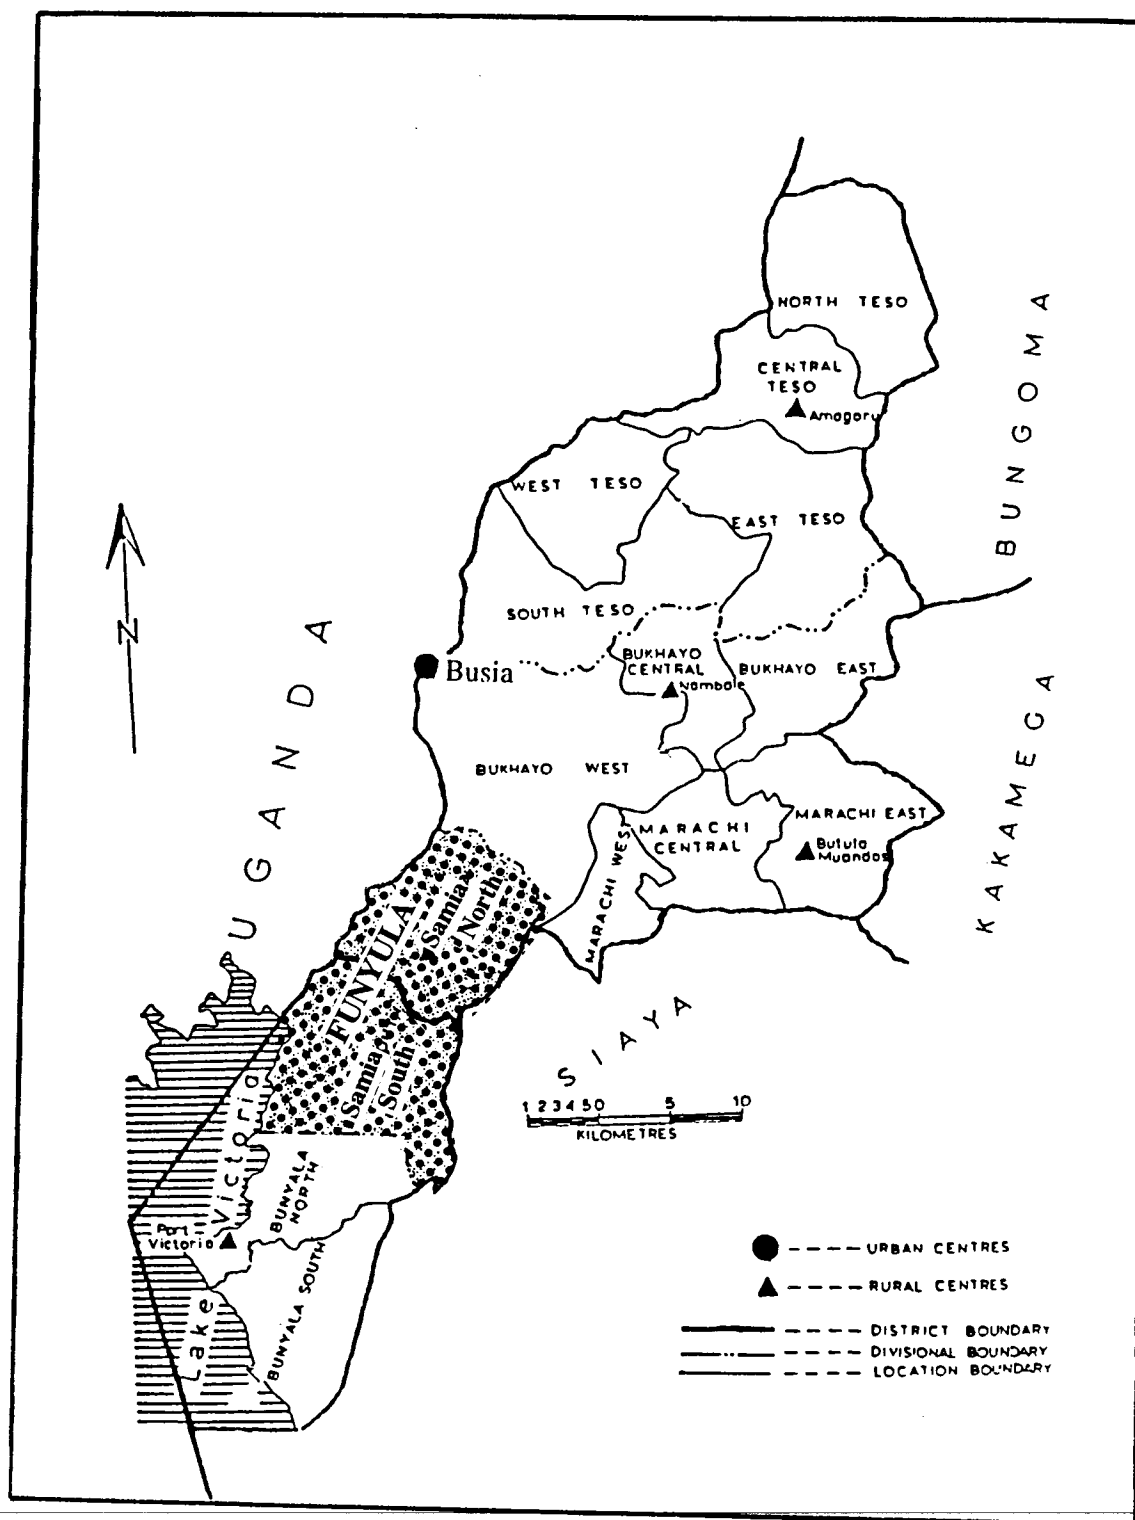 NORTH TESO
CENTRAL
TESO
Amagoru
WEST TESO
EAST TESO
SOUTH TESO
BUKHAYO
CENTRAL
Nambale
BUKHAYO EAST
Busia
BUKHAYO WEST
MARACHI WEST
MARACHI
CENTRAL
MARACHI EAST
Butula
BUNGOMA
KAKAMEGA
UGANDA
SIAYA
N
FUNYULA
Samia
North
Samia
South
Lake Victoria
BUNYALA
NORTH
Port
Victoria
BUNYALA SOUTH
1 2 3 4 5 0 5 10
KILOMETRES
URBAN CENTRES
RURAL CENTRES
DISTRICT BOUNDARY
DIVISIONAL BOUNDARY
LOCATION BOUNDARY